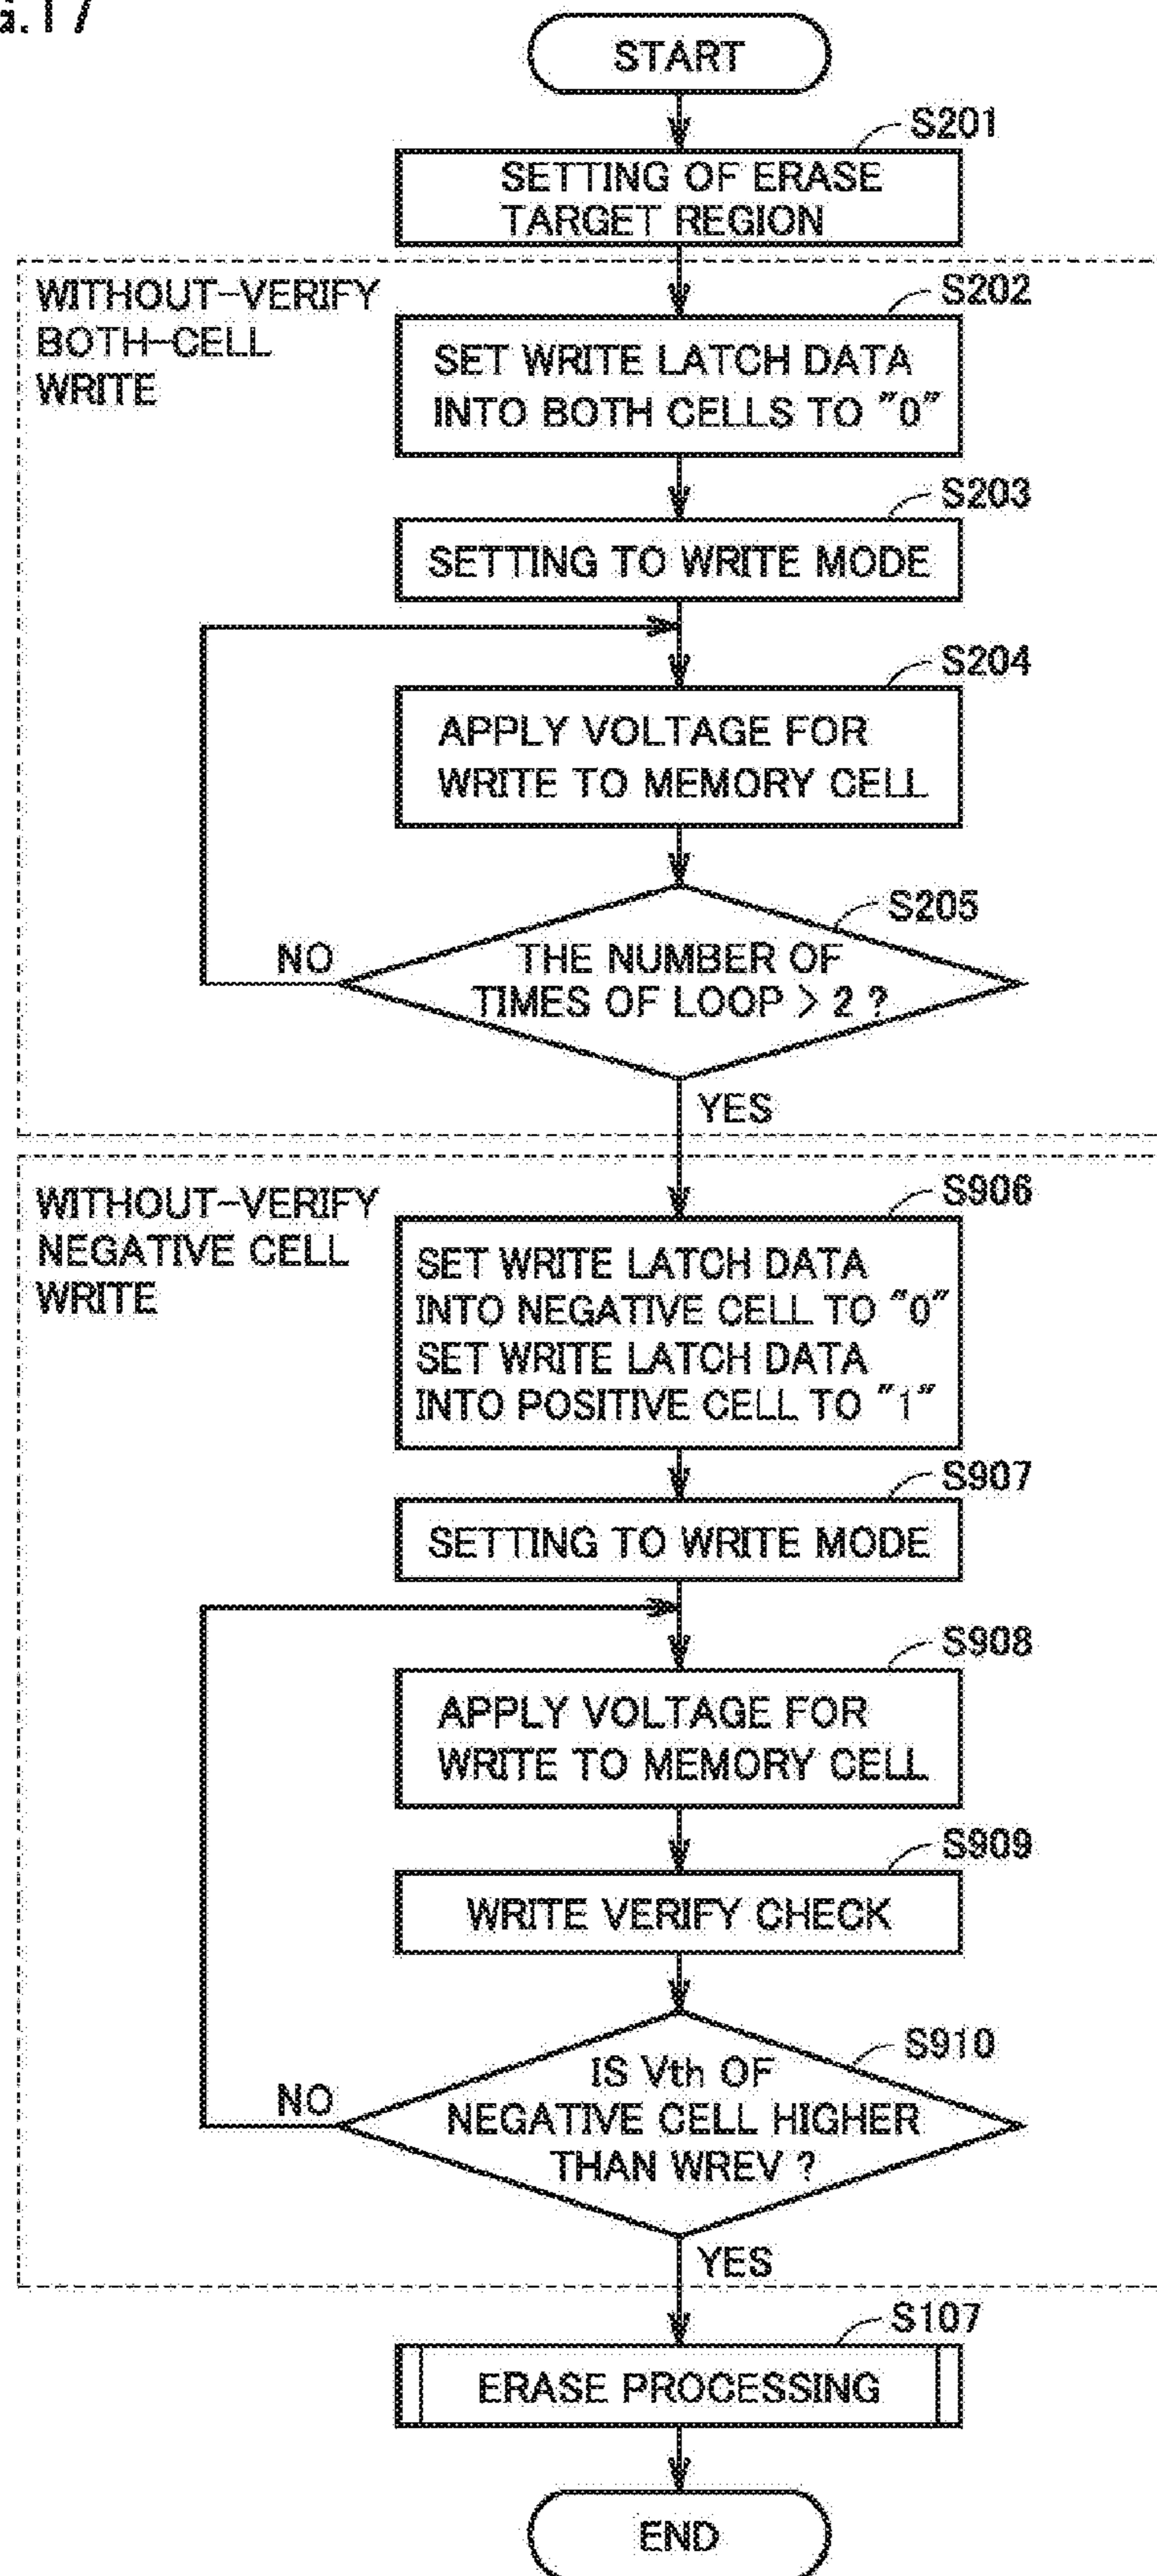 START
S201
SETTING OF ERASE
TARGET REGION
WITHOUT-VERIFY
BOTH-CELL
WRITE
S202
SET WRITE LATCH DATA
INTO BOTH CELLS TO "0"
S203
SETTING TO WRITE MODE
S204
APPLY VOLTAGE FOR
WRITE TO MEMORY CELL
S205
NO
THE NUMBER OF
TIMES OF LOOP > 2 ?
YES
WITHOUT-VERIFY
NEGATIVE CELL
WRITE
S906
SET WRITE LATCH DATA
INTO NEGATIVE CELL TO "0"
SET WRITE LATCH DATA
INTO POSITIVE CELL TO "1"
S907
SETTING TO WRITE MODE
S908
APPLY VOLTAGE FOR
WRITE TO MEMORY CELL
S909
WRITE VERIFY CHECK
S910
NO
IS Vth OF
NEGATIVE CELL HIGHER
THAN WREV ?
YES
S107
ERASE PROCESSING
END